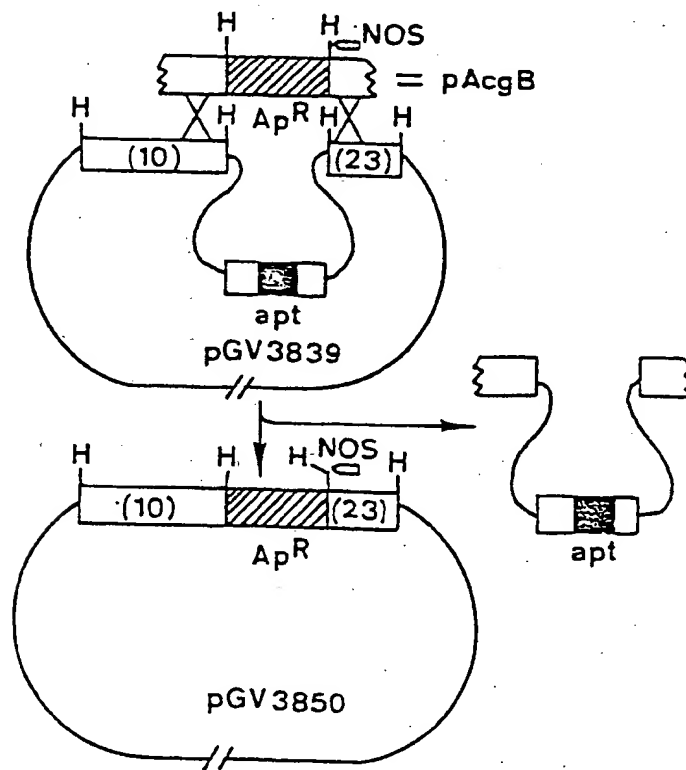 H H NOS
= pAcgB
H ApR H H H
(10) (23)
apt
pGV3839
H H H NOS H
(10) (23)
ApR
apt
pGV3850